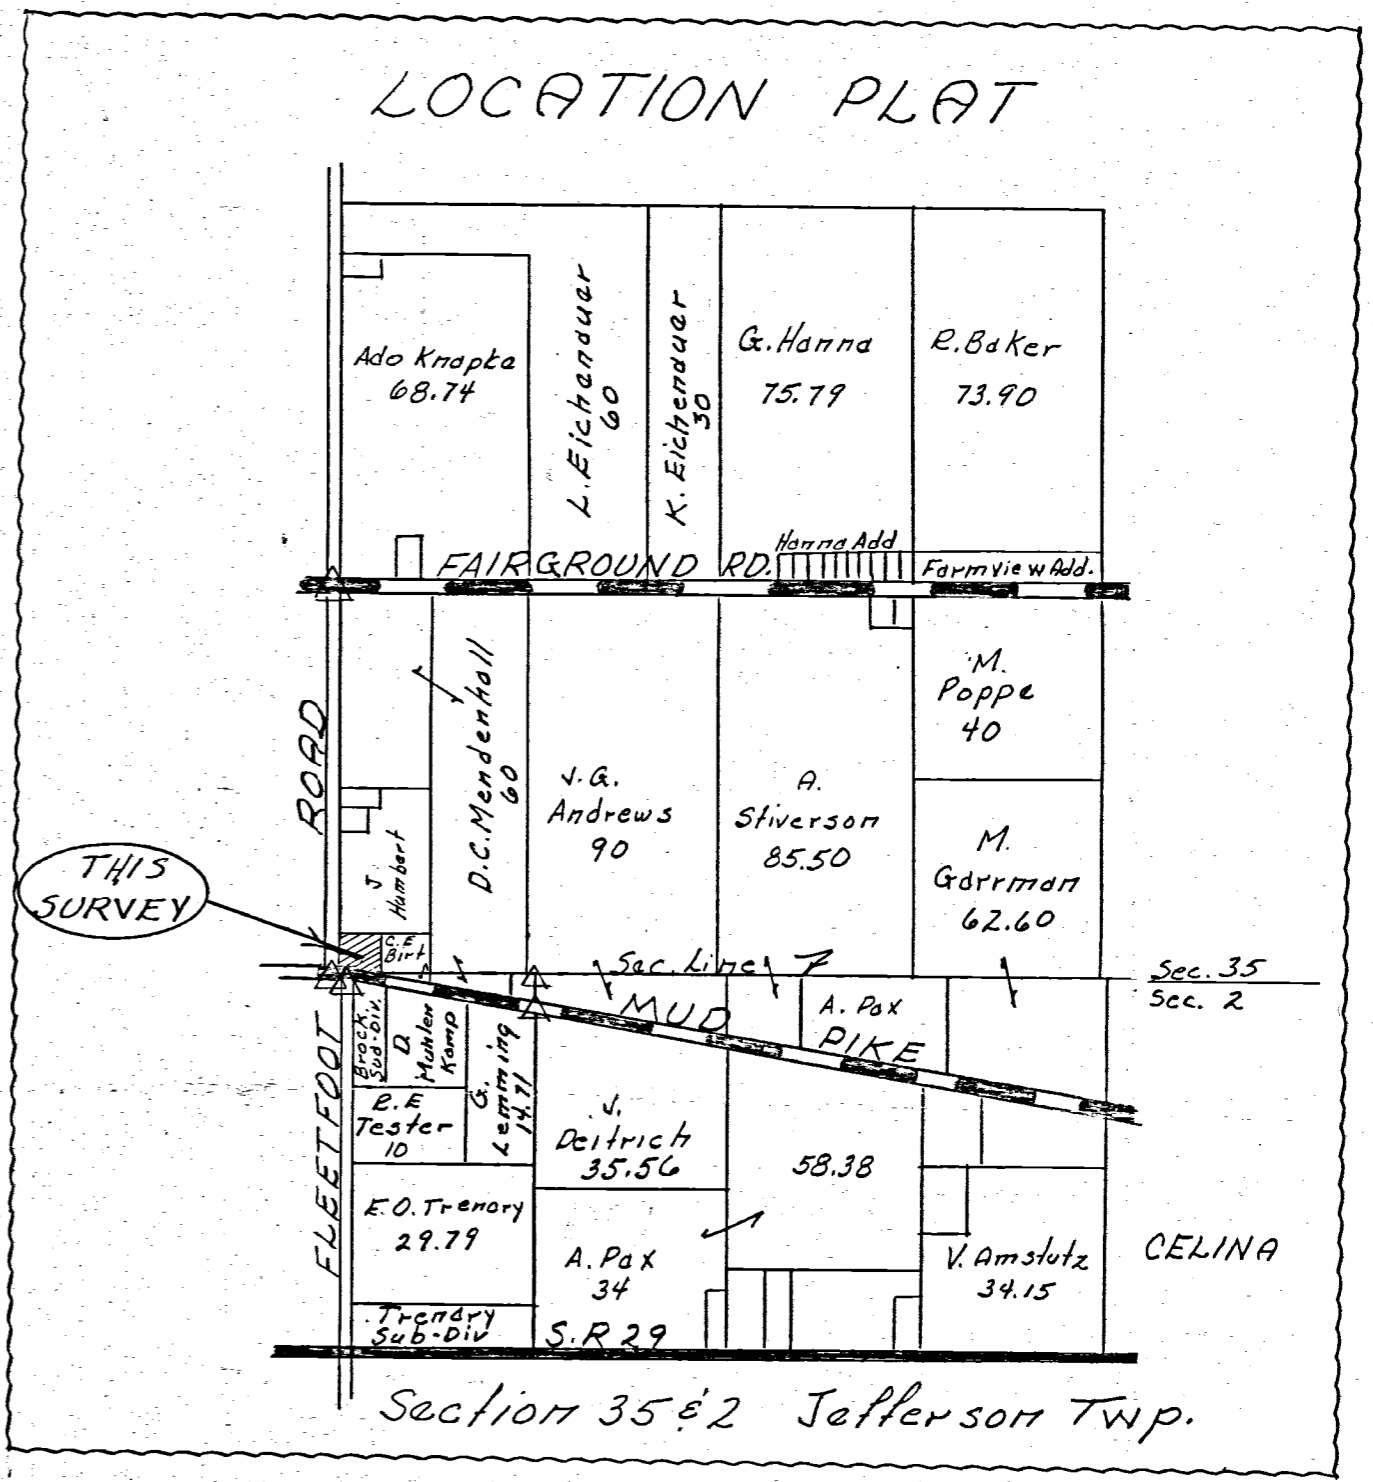 LOCATION PLAT
Ado Knapke
68.74
L. Eichenauer
60
K. Eichenauer
30
G. Hanna
75.79
R. Baker
73.90
Hanna Add
FAIRGROUND RD.
Farmview Add.
ROAD
D.C. Mendenhall
60
J. G.
Andrews
90
A.
Stiverson
85.50
M.
Poppe
40
M.
Garrman
62.60
THIS
SURVEY
J
Humbert
C.E
Birt
Sec. Line
Sec. 35
Sec. 2
MUD
PIKE
A. Pax
FLEETFOOT
Brock
Sub-Div.
D.
Muhlen
Kamp
G.
Lemming
14.71
R.E
Tester
10
J.
Deitrich
35.56
58.38
E.O. Trenary
29.79
A. Pax
34
V. Amstutz
34.15
CELINA
Trenary
Sub-Div
S.R 29
Section 35 & 2 Jefferson Twp.